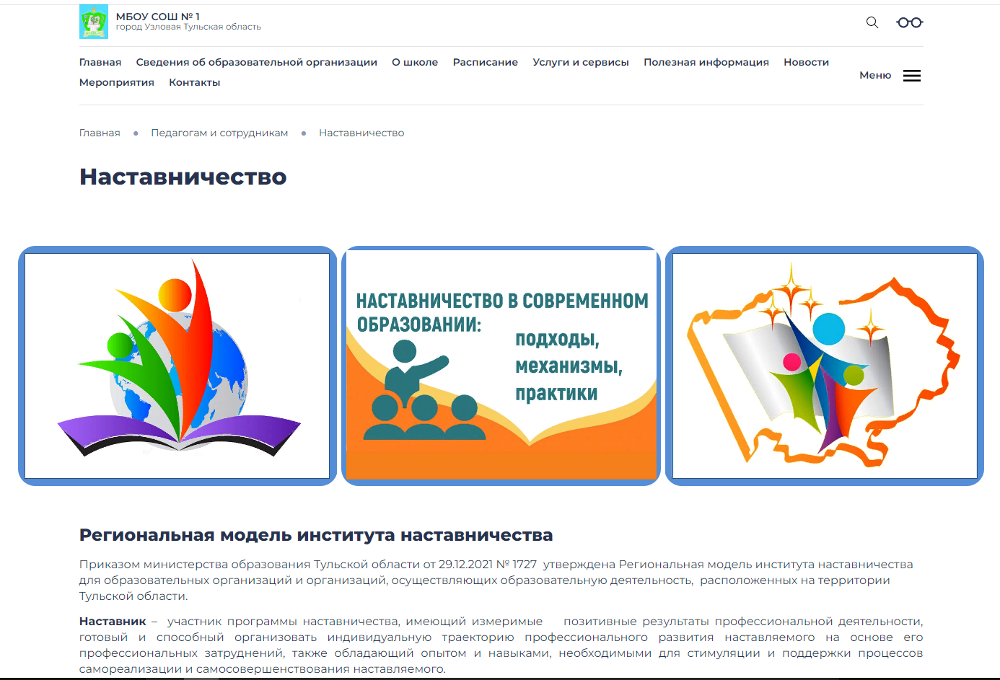 МБОУ СОШ № 1
город Узловая Тульская область
Главная Сведения об образовательной организации О школе Расписание Услуги и сервисы Полезная информация Новости
Мероприятия Контакты
Меню
Главная ● Педагогам и сотрудникам ● Наставничество
Наставничество
НАСТАВНИЧЕСТВО В СОВРЕМЕННОМ
ОБРАЗОВАНИИ:
подходы,
механизмы,
практики
Региональная модель института наставничества
Приказом министерства образования Тульской области от 29.12.2021 № 1727 утверждена Региональная модель института наставничества
для образовательных организаций и организаций, осуществляющих образовательную деятельность, расположенных на территории
Тульской области.
Наставник – участник программы наставничества, имеющий измеримые позитивные результаты профессиональной деятельности,
готовый и способный организовать индивидуальную траекторию профессионального развития наставляемого на основе его
профессиональных затруднений, также обладающий опытом и навыками, необходимыми для стимуляции и поддержки процессов
самореализации и самосовершенствования наставляемого.